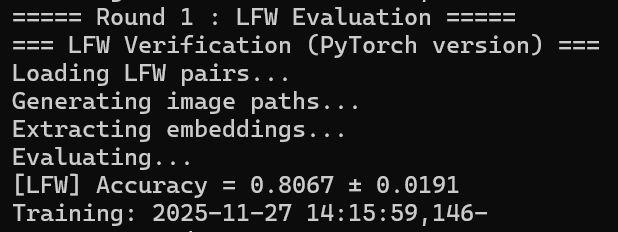 ===== Round 1 : LFW Evaluation =====
=== LFW Verification (PyTorch version) ===
Loading LFW pairs...
Generating image paths...
Extracting embeddings...
Evaluating...
[LFW] Accuracy = 0.8067 ± 0.0191
Training: 2025-11-27 14:15:59,146-